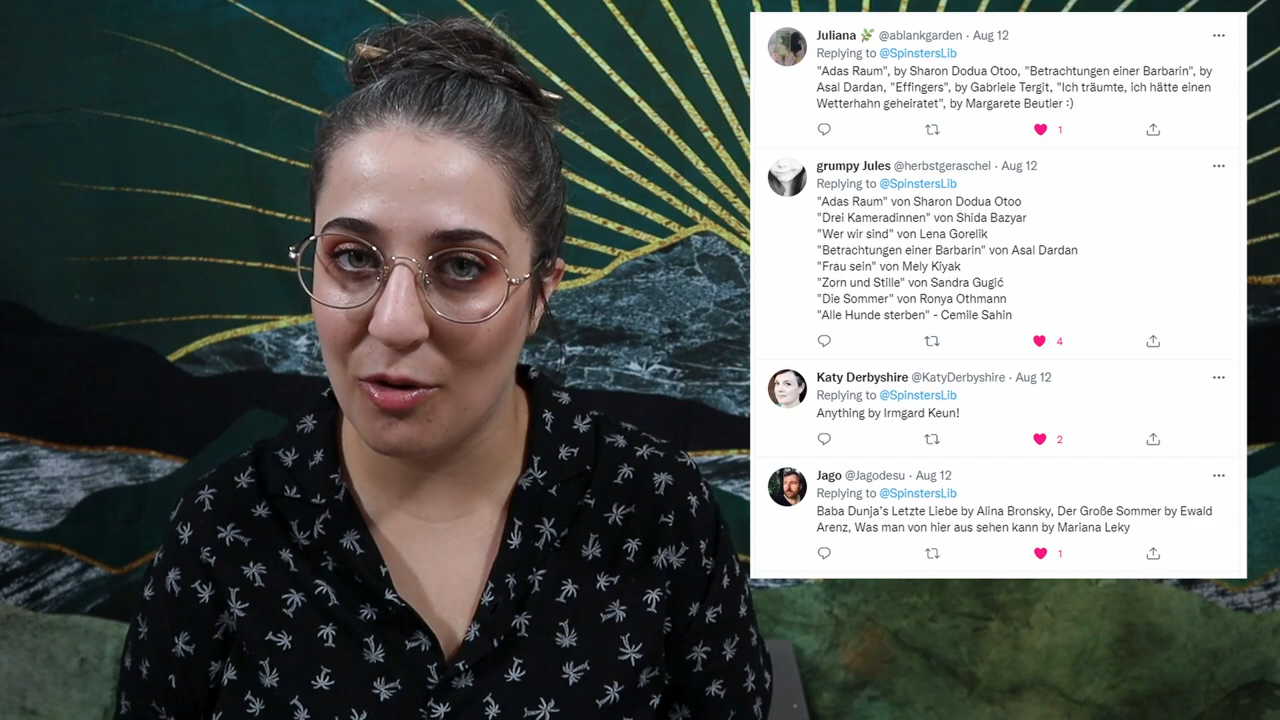 Juliana 🌿 @ablankgarden · Aug 12
Replying to @SpinstersLib
"Adas Raum", by Sharon Dodua Otoo, "Betrachtungen einer Barbarin", by
Asal Dardan, "Effingers", by Gabriele Tergit, "Ich träumte, ich hätte einen
Wetterhahn geheiratet", by Margarete Beutler :)
1
grumpy Jules @herbstgeraschel · Aug 12
Replying to @SpinstersLib
"Adas Raum" von Sharon Dodua Otoo
"Drei Kameradinnen" von Shida Bazyar
"Wer wir sind" von Lena Gorelik
"Betrachtungen einer Barbarin" von Asal Dardan
"Frau sein" von Mely Kiyak
"Zorn und Stille" von Sandra Gugić
"Die Sommer" von Ronya Othmann
"Alle Hunde sterben" - Cemile Sahin
4
Katy Derbyshire @KatyDerbyshire · Aug 12
Replying to @SpinstersLib
Anything by Irmgard Keun!
2
Jago @Jagodesu · Aug 12
Replying to @SpinstersLib
Baba Dunja's Letzte Liebe by Alina Bronsky, Der Große Sommer by Ewald
Arenz, Was man von hier aus sehen kann by Mariana Leky
1